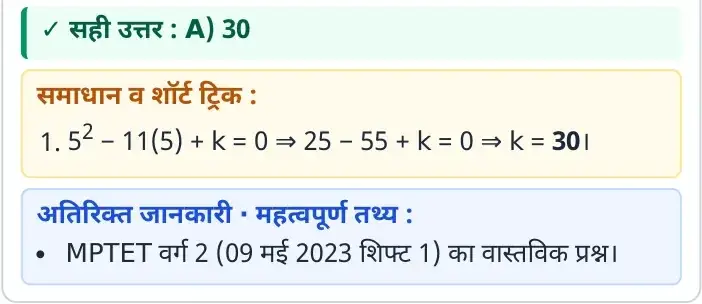 ✓ सही उत्तर : A) 30
समाधान व शॉर्ट ट्रिक :
1. 5² − 11(5) + k = 0 ⇒ 25 − 55 + k = 0 ⇒ k = 30।
अतिरिक्त जानकारी · महत्वपूर्ण तथ्य :
• MPTET वर्ग 2 (09 मई 2023 शिफ्ट 1) का वास्तविक प्रश्न।